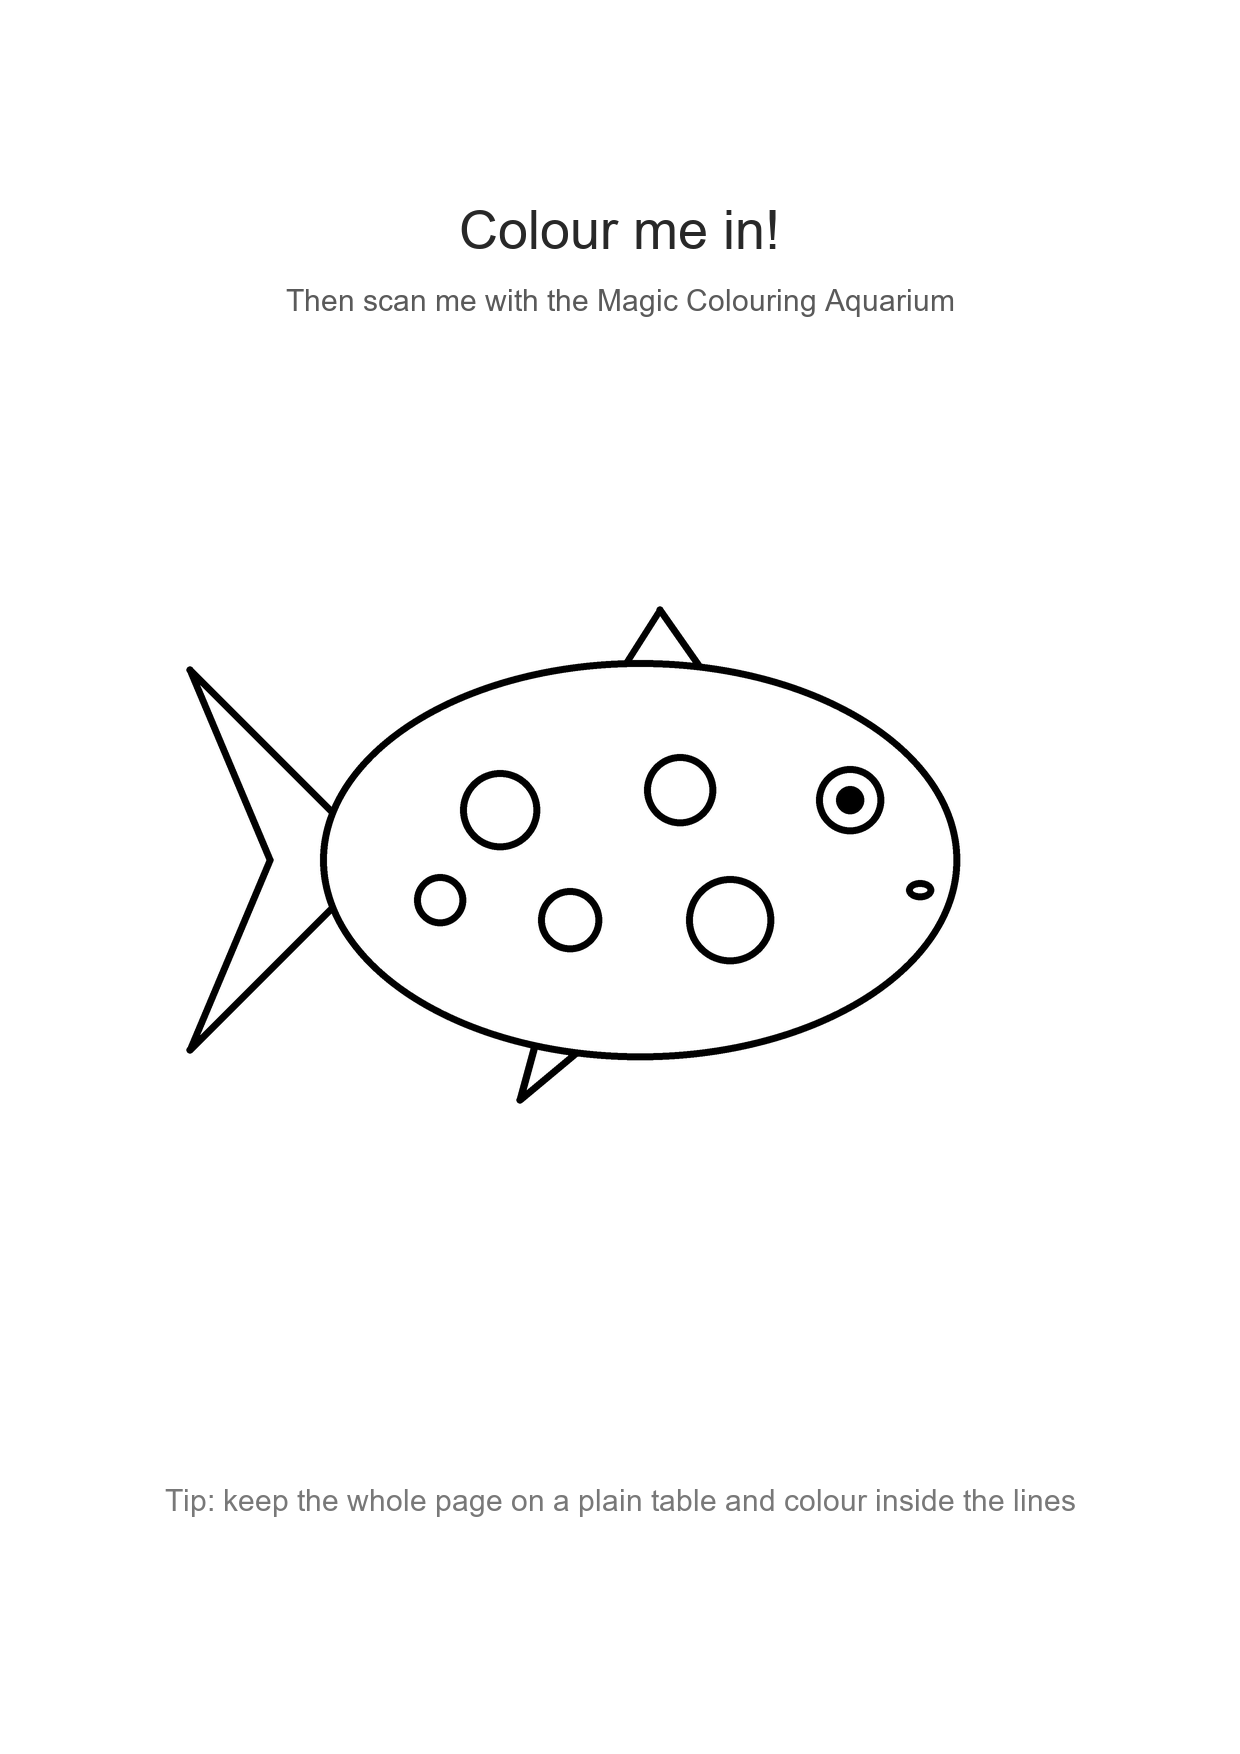 Colour me in!
Then scan me with the Magic Colouring Aquarium
Tip: keep the whole page on a plain table and colour inside the lines